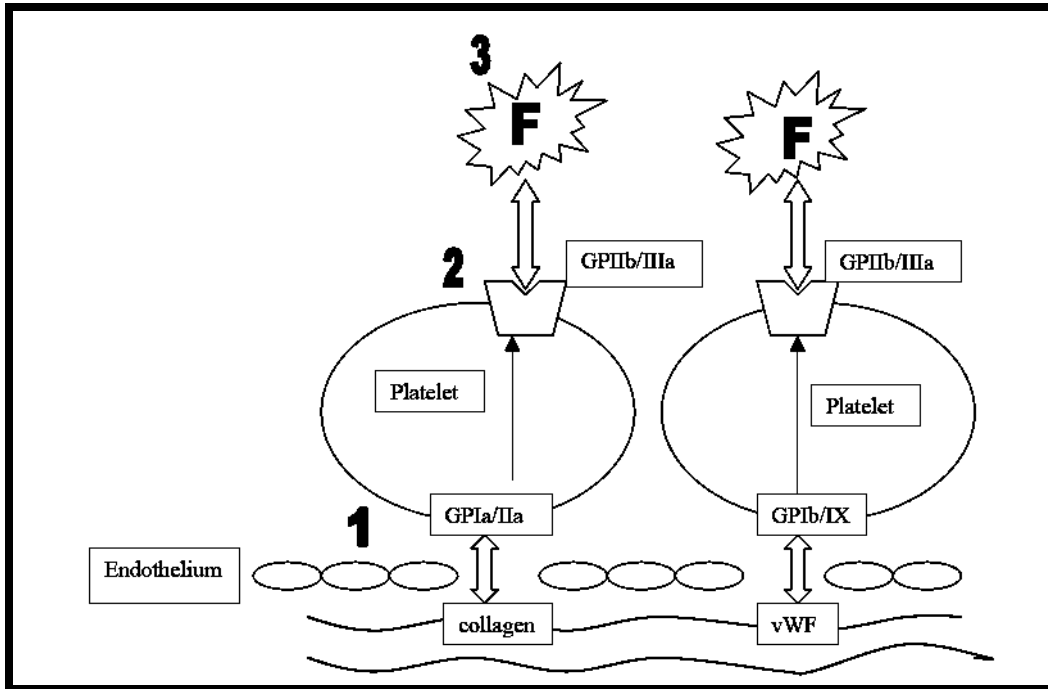 3
F
F
2
GPIIb/IIIa
GPIIb/IIIa
Platelet
Platelet
1
GPIa/IIa
GPIb/IX
Endothelium
collagen
vWF